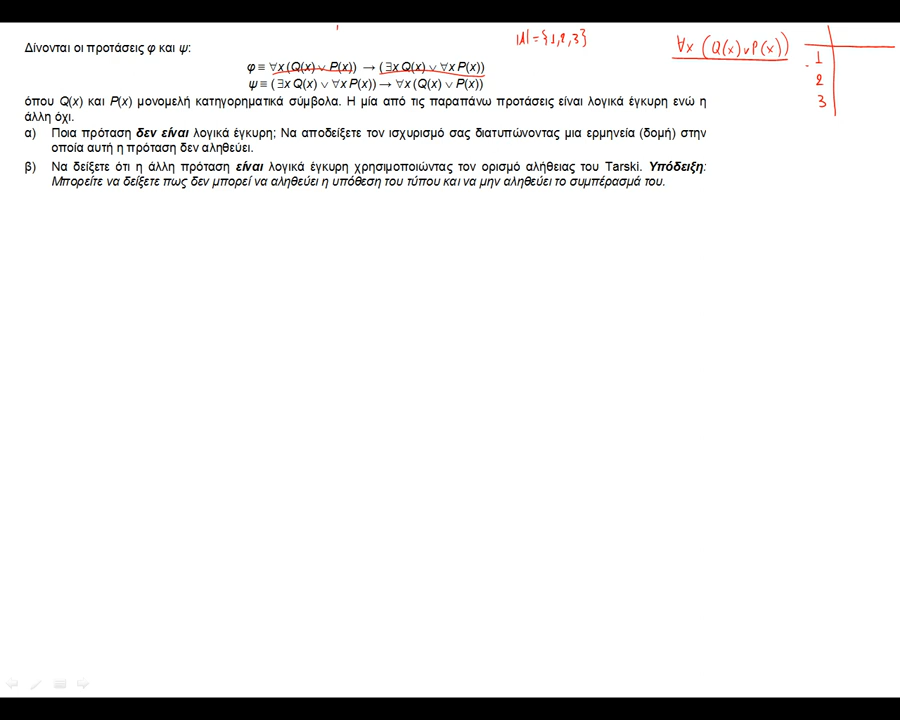 Δίνονται οι προτάσεις φ και ψ:
|A| = {1, 2, 3}
∀x (Q(x) ∨ P(x))
φ ≡ ∀x (Q(x) ∨ P(x)) → (∃x Q(x) ∨ ∀x P(x))
ψ ≡ (∃x Q(x) ∨ ∀x P(x)) → ∀x (Q(x) ∨ P(x))
1
2
3
όπου Q(x) και P(x) μονομελή κατηγορηματικά σύμβολα. Η μία από τις παραπάνω προτάσεις είναι λογικά έγκυρη ενώ η
άλλη όχι.
α) Ποια πρόταση δεν είναι λογικά έγκυρη; Να αποδείξετε τον ισχυρισμό σας διατυπώνοντας μια ερμηνεία (δομή) στην
οποία αυτή η πρόταση δεν αληθεύει.
β) Να δείξετε ότι η άλλη πρόταση είναι λογικά έγκυρη χρησιμοποιώντας τον ορισμό αλήθειας του Tarski. Υπόδειξη:
Μπορείτε να δείξετε πως δεν μπορεί να αληθεύει η υπόθεση του τύπου και να μην αληθεύει το συμπέρασμά του.